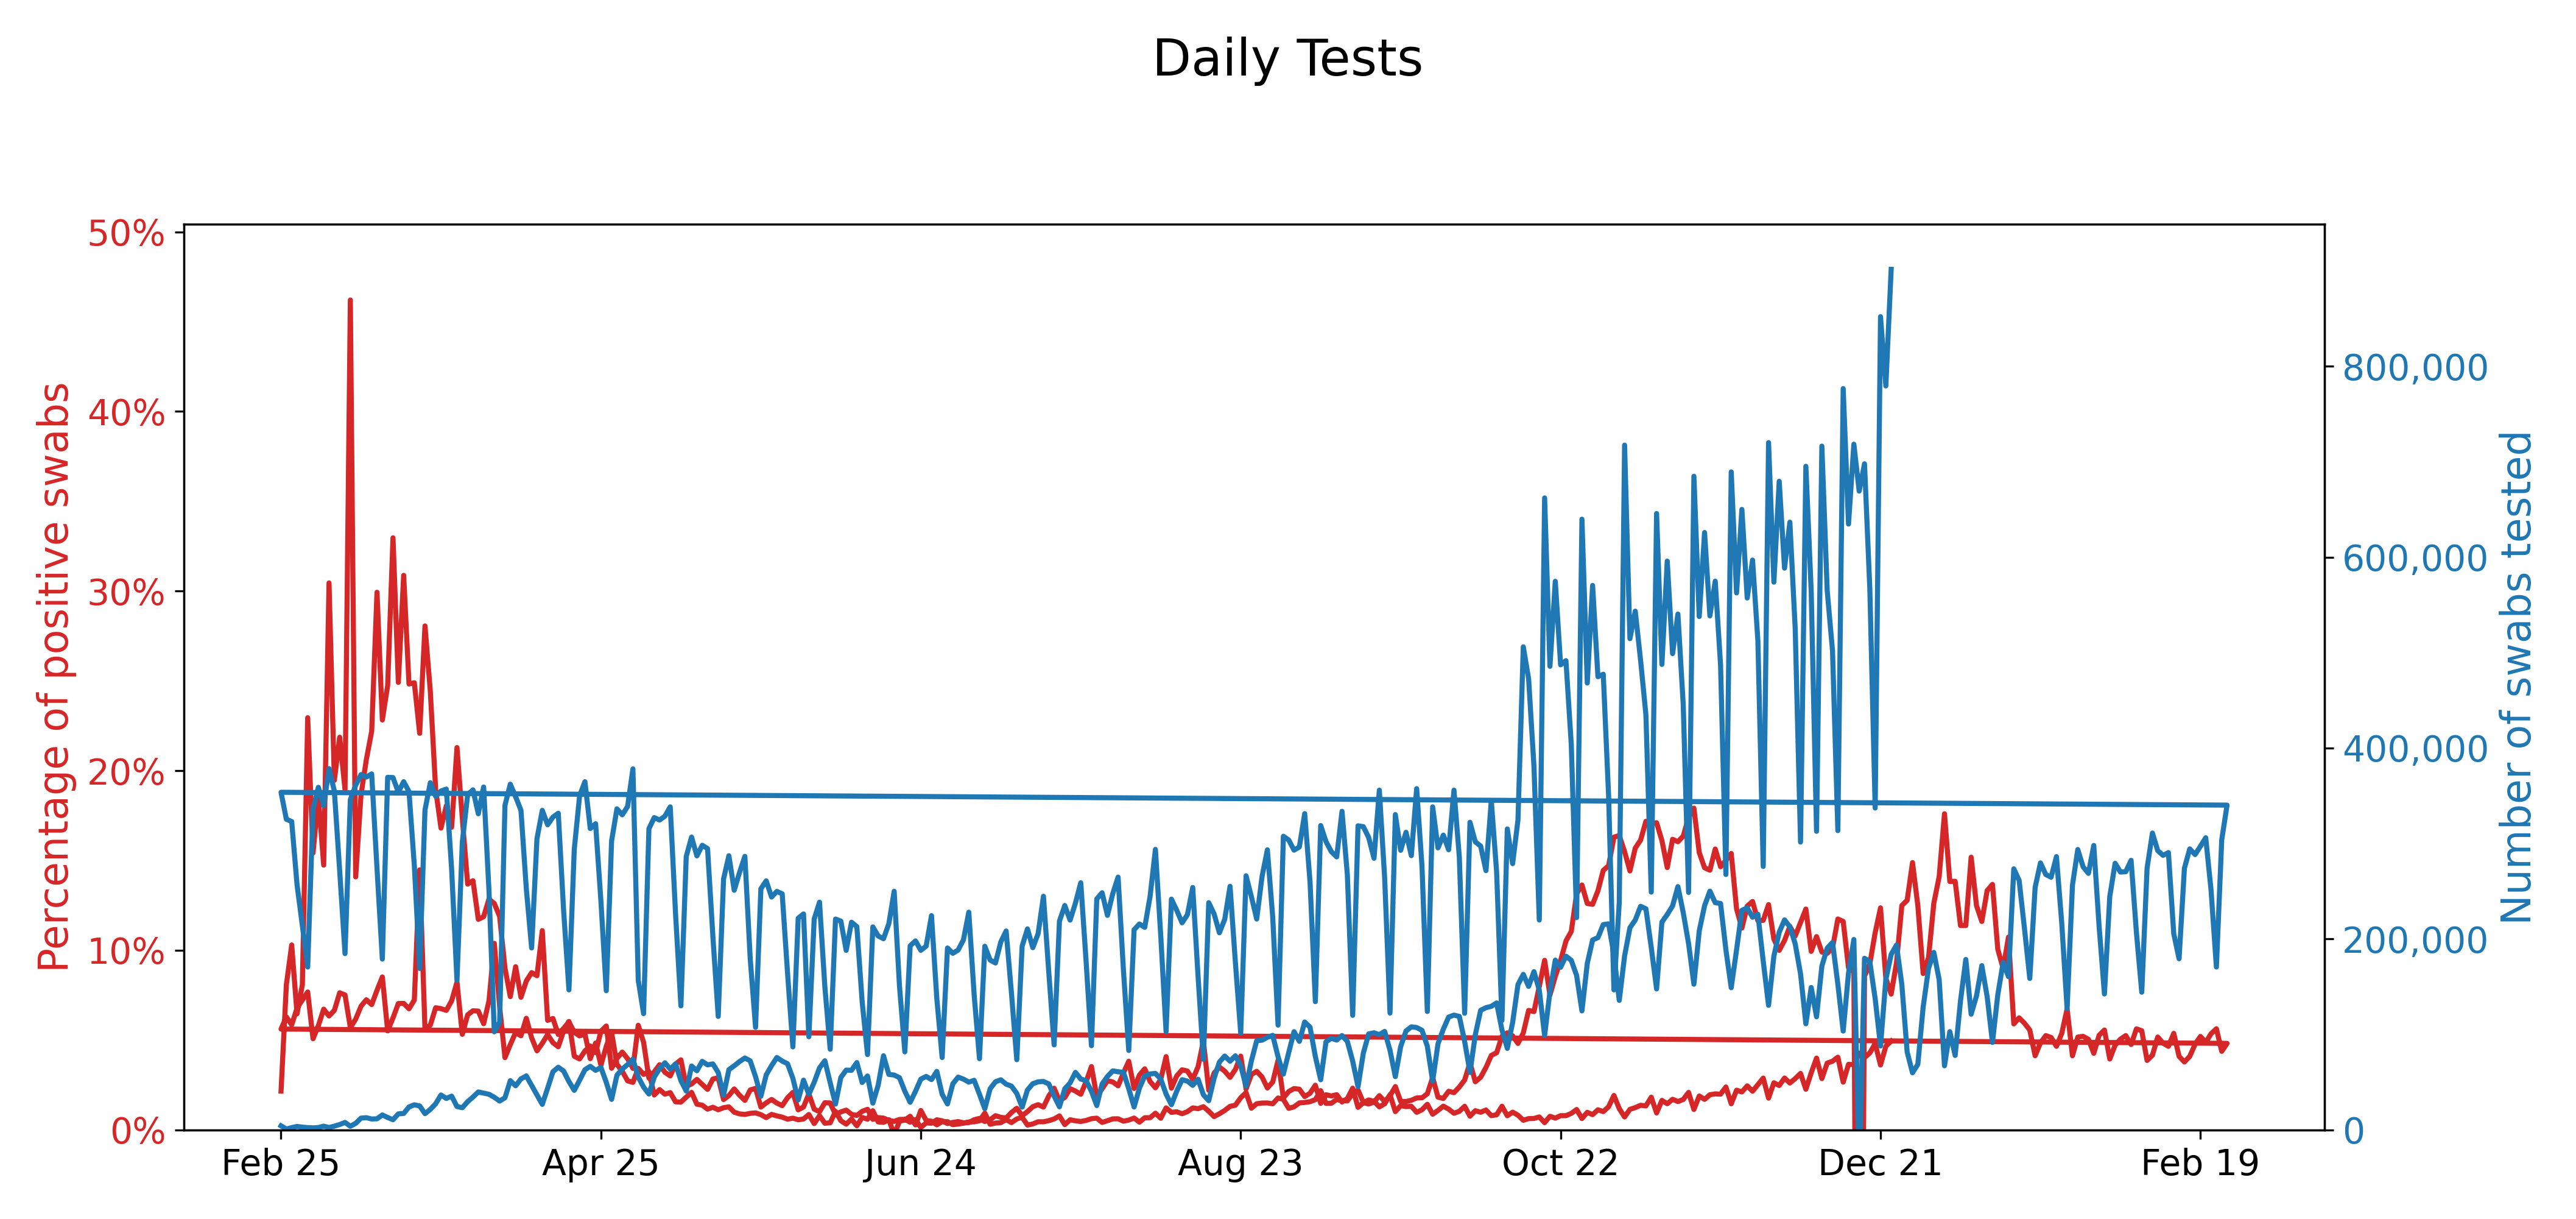 Daily Tests
Percentage of positive swabs
50%
40%
30%
20%
10%
0%
800,000
600,000
400,000
200,000
0
Number of swabs tested
Feb 25
Apr 25
Jun 24
Aug 23
Oct 22
Dec 21
Feb 19